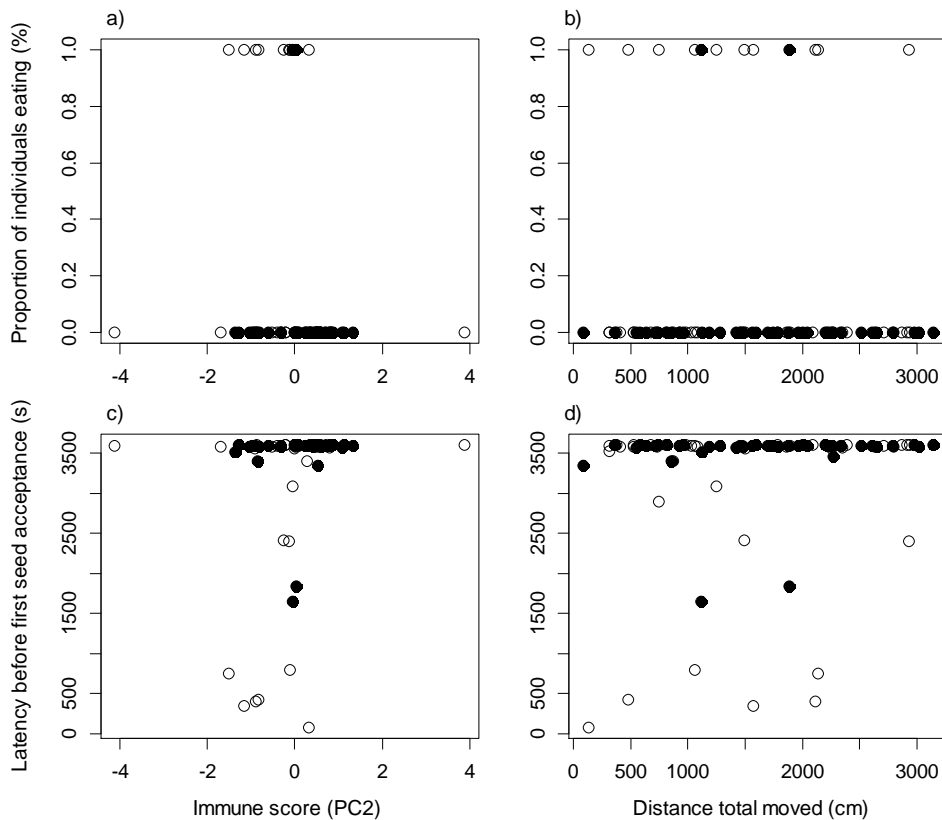 a)
b)
Proportion of individuals eating (%)
0.0 0.2 0.4 0.6 0.8 1.0
0.0 0.2 0.4 0.6 0.8 1.0
-4 -2 0 2 4
0 500 1000 2000 3000
c)
d)
Latency before first seed acceptance (s)
0 500 1500 2500 3500
0 500 1500 2500 3500
-4 -2 0 2 4
0 500 1000 2000 3000
Immune score (PC2)
Distance total moved (cm)